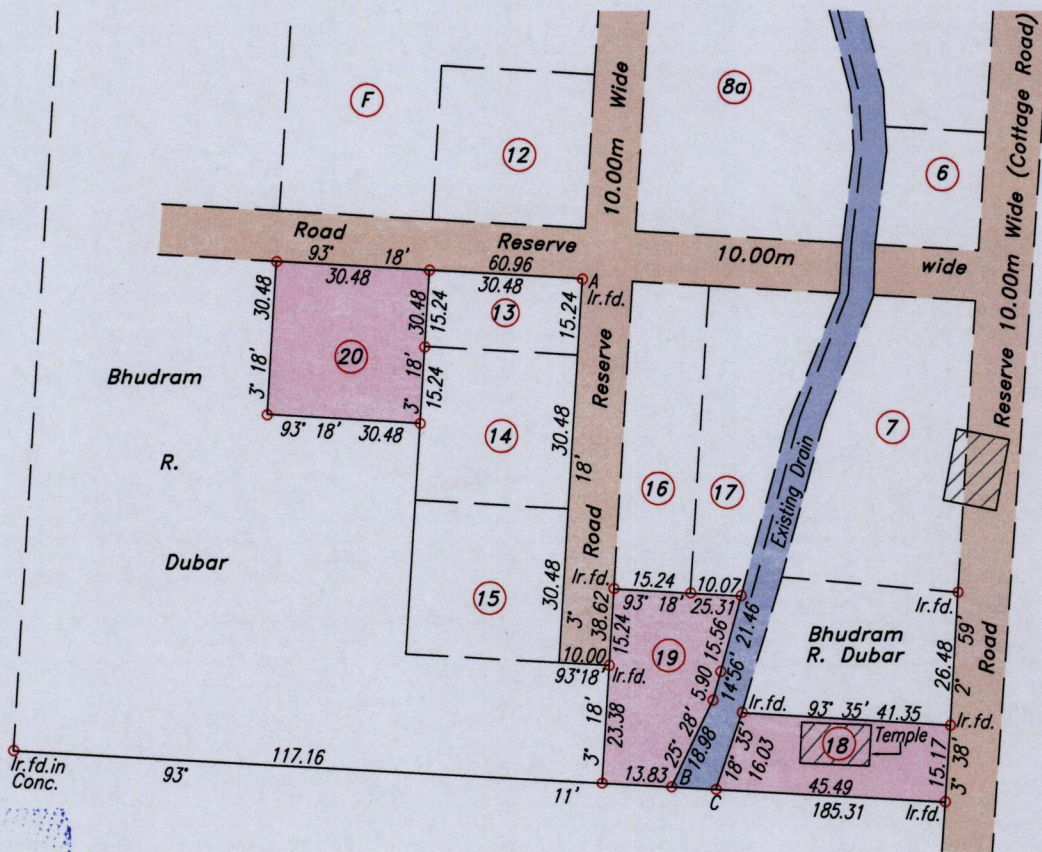 F
12
10.00m Wide
8a
6
Reserve 10.00m Wide (Cottage Road)
Road Reserve 10.00m wide
93° 18' 60.96
30.48
30.48
A
Ir.fd.
30.48
3° 18'
20
30.48
3° 18'
93° 18' 30.48
15.24
15.24
13
15.24
14
30.48
15
30.48
Road Reserve
3° 18'
Bhudram
R.
Dubar
16
17
7
Existing Drain
Ir.fd.
15.24
10.07
93° 18' 25.31
38.62
15.24
10.00
93°18'
Ir.fd.
19
15.56
21.46
5.90
14°56'
3° 18'
23.38
25° 28'
18.98
Bhudram
R. Dubar
Ir.fd.
2° 59'
26.48
Road
Ir.fd.
93° 35' 41.35
Ir.fd.
18° 35'
16.03
18
Temple
15.17
3° 38'
Ir.fd.in
Conc.
93° 11'
117.16
13.83
B
C
45.49
185.31
Ir.fd.